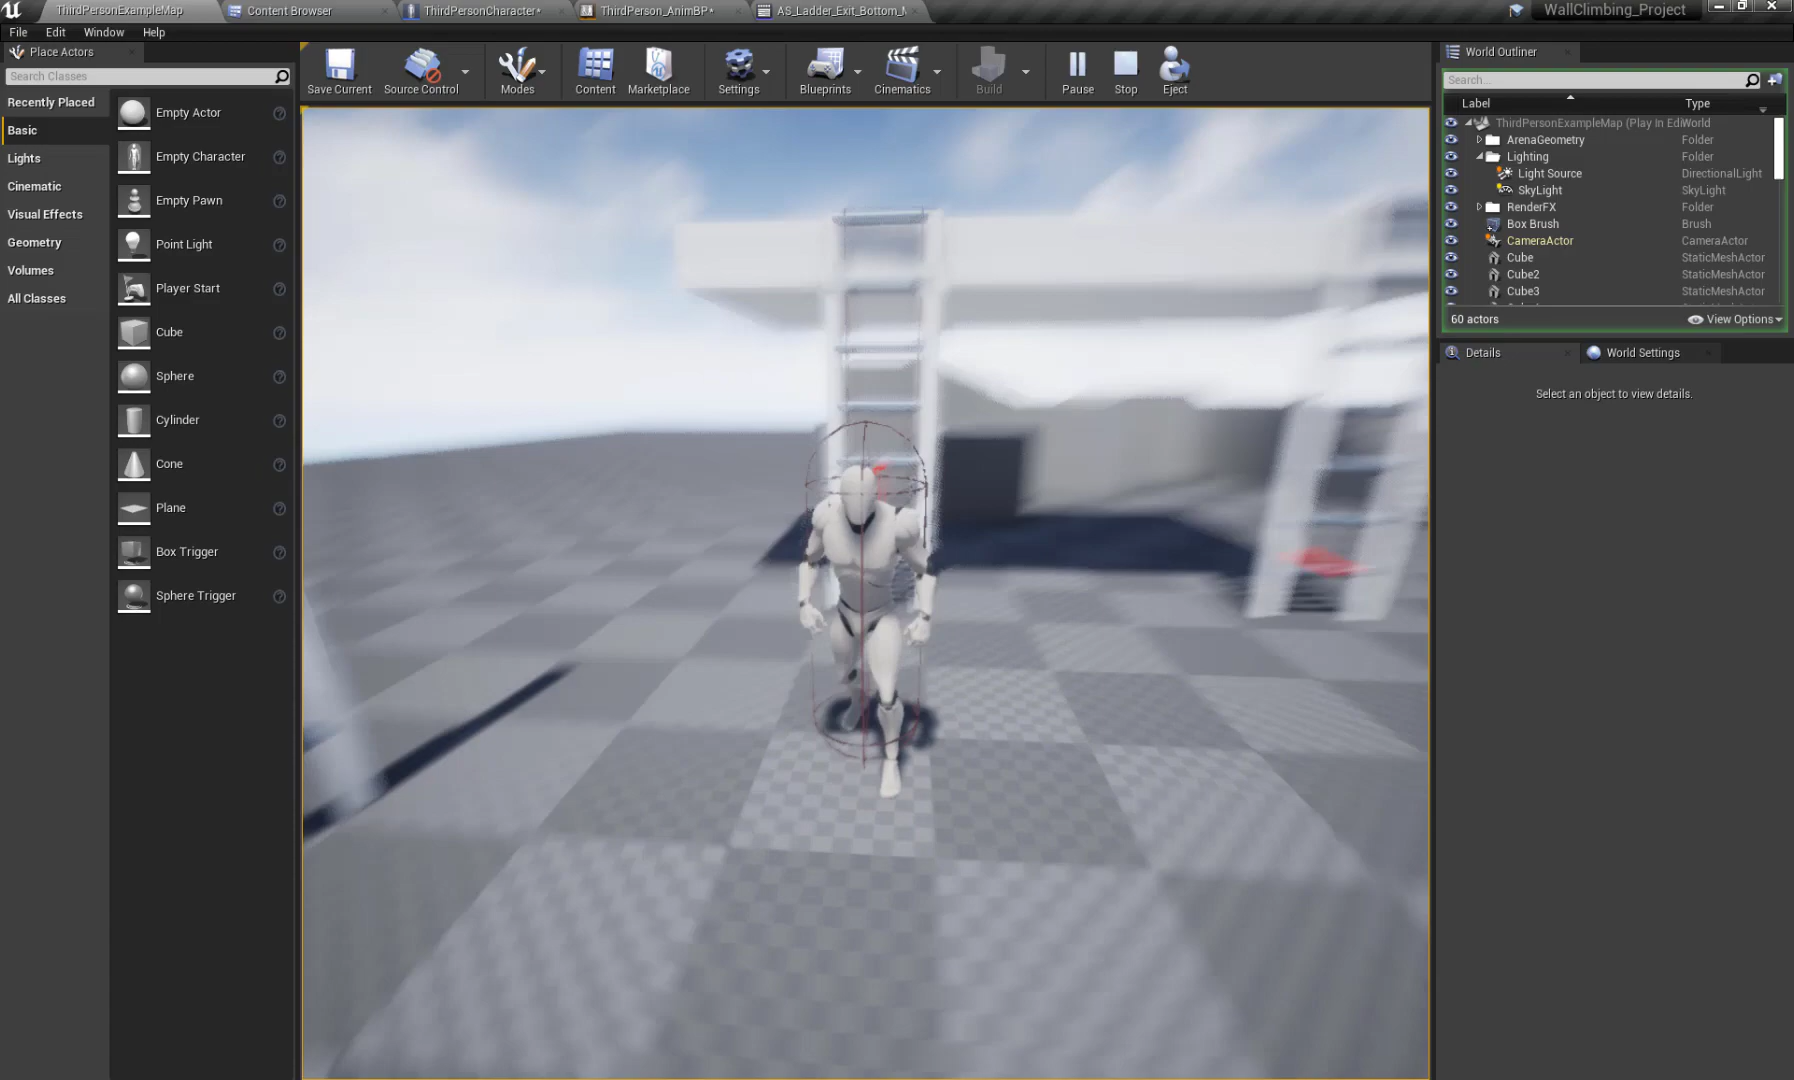 ThirdPersonExampleMap
Content Browser
ThirdPersonCharacter*
ThirdPerson_AnimBP*
AS_Ladder_Exit_Bottom_M
WallClimbing_Project
File Edit Window Help
Place Actors
Search Classes
Recently Placed
Basic
Lights
Cinematic
Visual Effects
Geometry
Volumes
All Classes
Empty Actor
Empty Character
Empty Pawn
Point Light
Player Start
Cube
Sphere
Cylinder
Cone
Plane
Box Trigger
Sphere Trigger
Save Current
Source Control
Modes
Content
Marketplace
Settings
Blueprints
Cinematics
Build
Pause
Stop
Eject
World Outliner
Search...
Label Type
ThirdPersonExampleMap (Play In Edi World
ArenaGeometry Folder
Lighting Folder
Light Source DirectionalLight
SkyLight SkyLight
RenderFX Folder
Box Brush Brush
CameraActor CameraActor
Cube StaticMeshActor
Cube2 StaticMeshActor
Cube3 StaticMeshActor
60 actors View Options
Details World Settings
Select an object to view details.